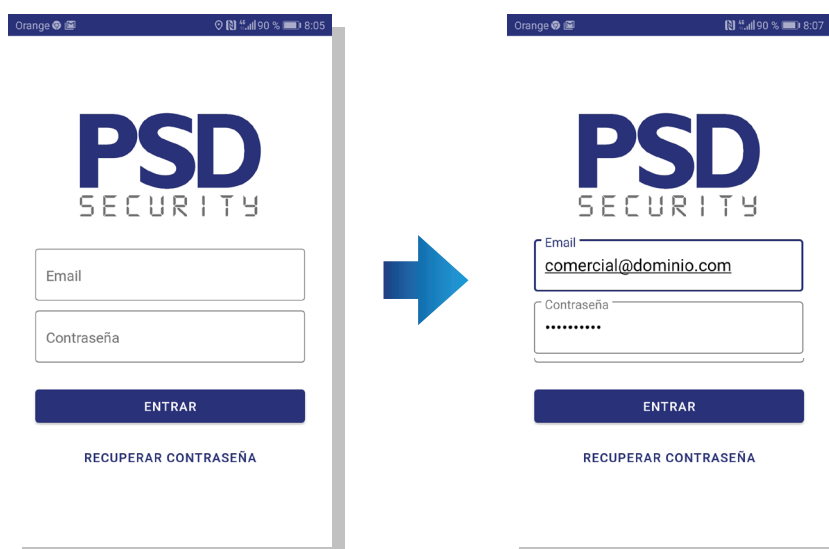 Orange 90 % 8:05
PSD
SECURITY
Email
Contraseña
ENTRAR
RECUPERAR CONTRASEÑA
Orange 90 % 8:07
PSD
SECURITY
Email
comercial@dominio.com
Contraseña
••••••••••
ENTRAR
RECUPERAR CONTRASEÑA